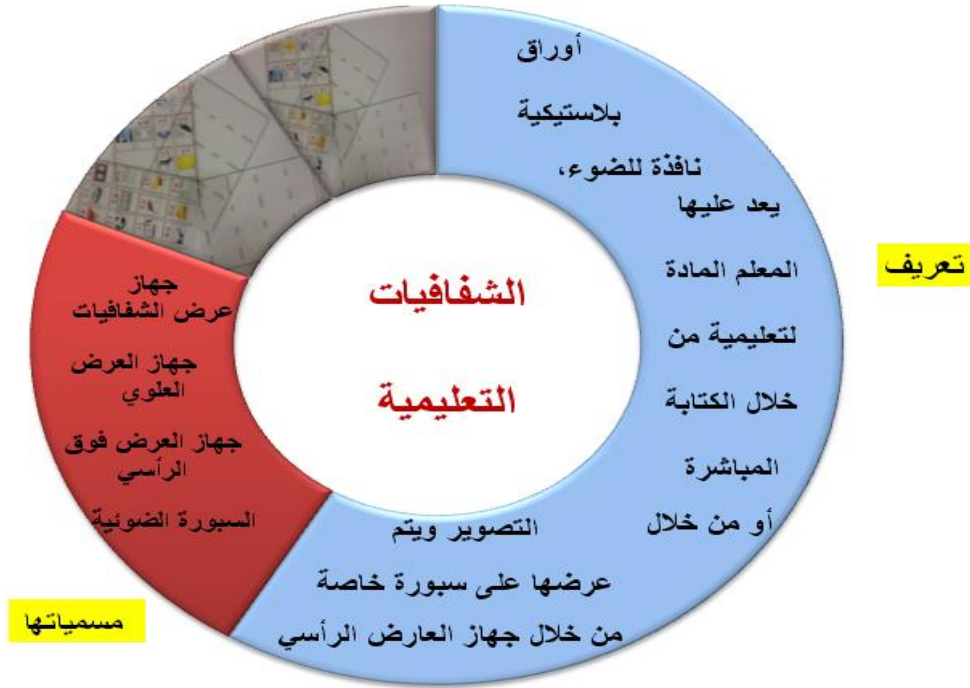 الشفافيات
التعليمية
تعريف
أوراق
بلاستيكية
نافذة للضوء،
يعد عليها
المعلم المادة
لتعليمية من
خلال الكتابة
المباشرة
أو من خلال
التصوير ويتم
عرضها على سبورة خاصة
من خلال جهاز العارض الرأسي
مسمياتها
جهاز
عرض الشفافيات
جهاز العرض
العلوي
جهاز العرض فوق
الرأسي
السبورة الضوئية